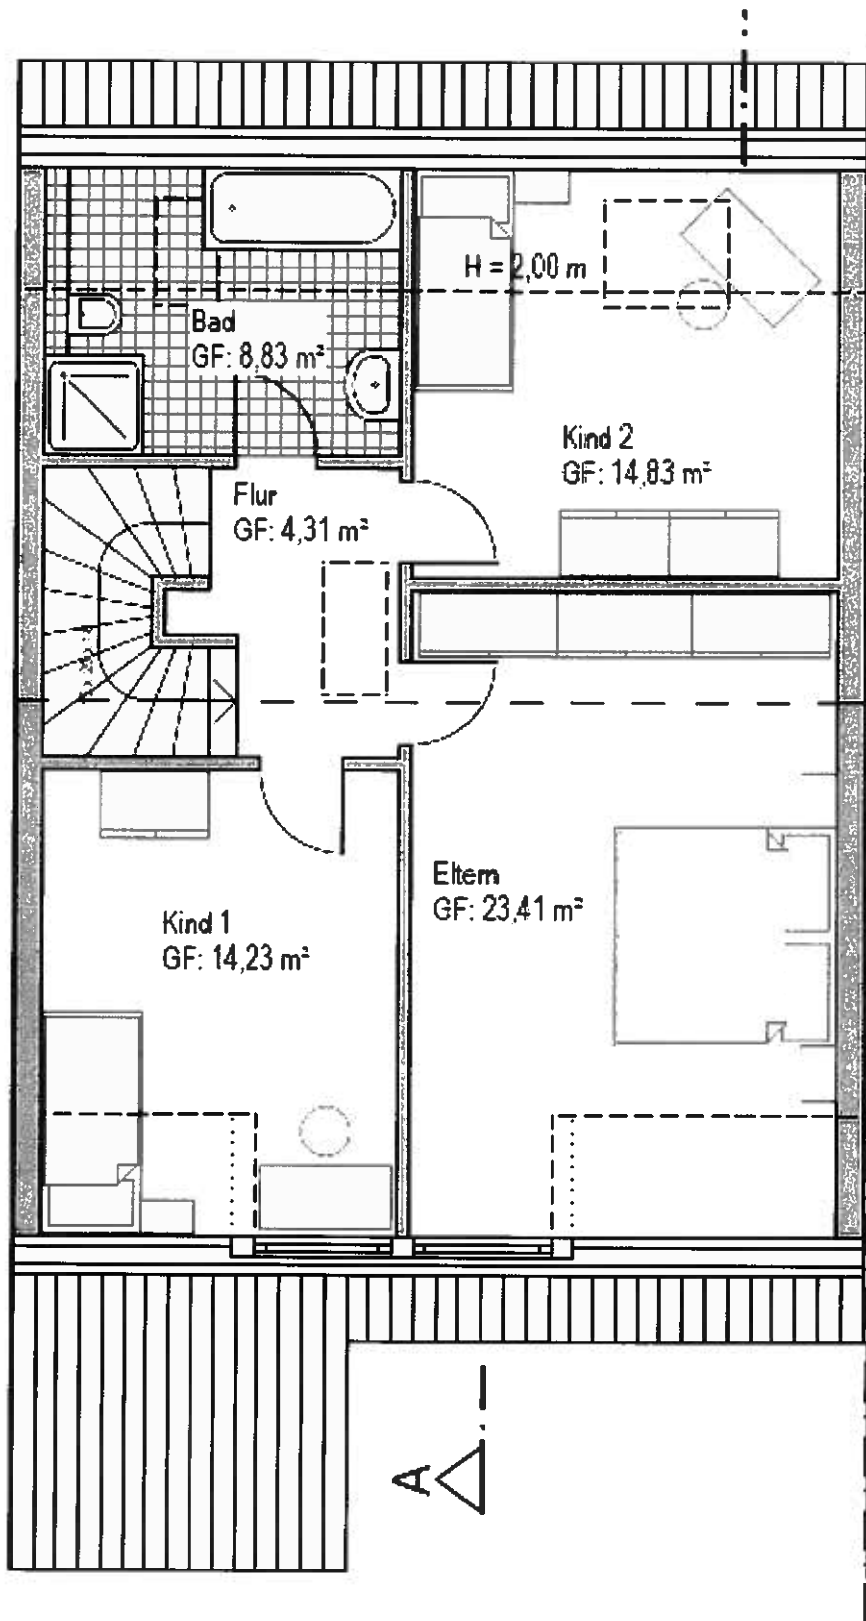 H = 2,00 m
Bad
GF: 8,83 m²
Kind 2
GF: 14,83 m²
Flur
GF: 4,31 m²
Eltern
GF: 23,41 m²
Kind 1
GF: 14,23 m²
A